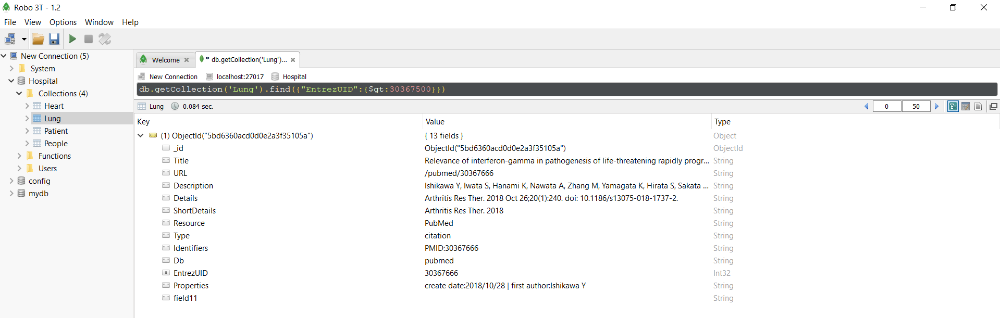 Robo 3T - 1.2
File View Options Window Help
New Connection (5)
System
Hospital
Collections (4)
Heart
Lung
Patient
People
Functions
Users
config
mydb
Welcome
* db.getCollection('Lung')...
New Connection localhost:27017 Hospital
db.getCollection('Lung').find({"EntrezUID":{$gt:30367500}})
Lung 0.084 sec. 0 50
Key Value Type
(1) ObjectId("5bd6360acd0d0e2a3f35105a") { 13 fields } Object
_id ObjectId("5bd6360acd0d0e2a3f35105a") ObjectId
Title Relevance of interferon-gamma in pathogenesis of life-threatening rapidly progr... String
URL /pubmed/30367666 String
Description Ishikawa Y, Iwata S, Hanami K, Nawata A, Zhang M, Yamagata K, Hirata S, Sakata ... String
Details Arthritis Res Ther. 2018 Oct 26;20(1):240. doi: 10.1186/s13075-018-1737-2. String
ShortDetails Arthritis Res Ther. 2018 String
Resource PubMed String
Type citation String
Identifiers PMID:30367666 String
Db pubmed String
EntrezUID 30367666 Int32
Properties create date:2018/10/28 | first author:Ishikawa Y String
field11 String